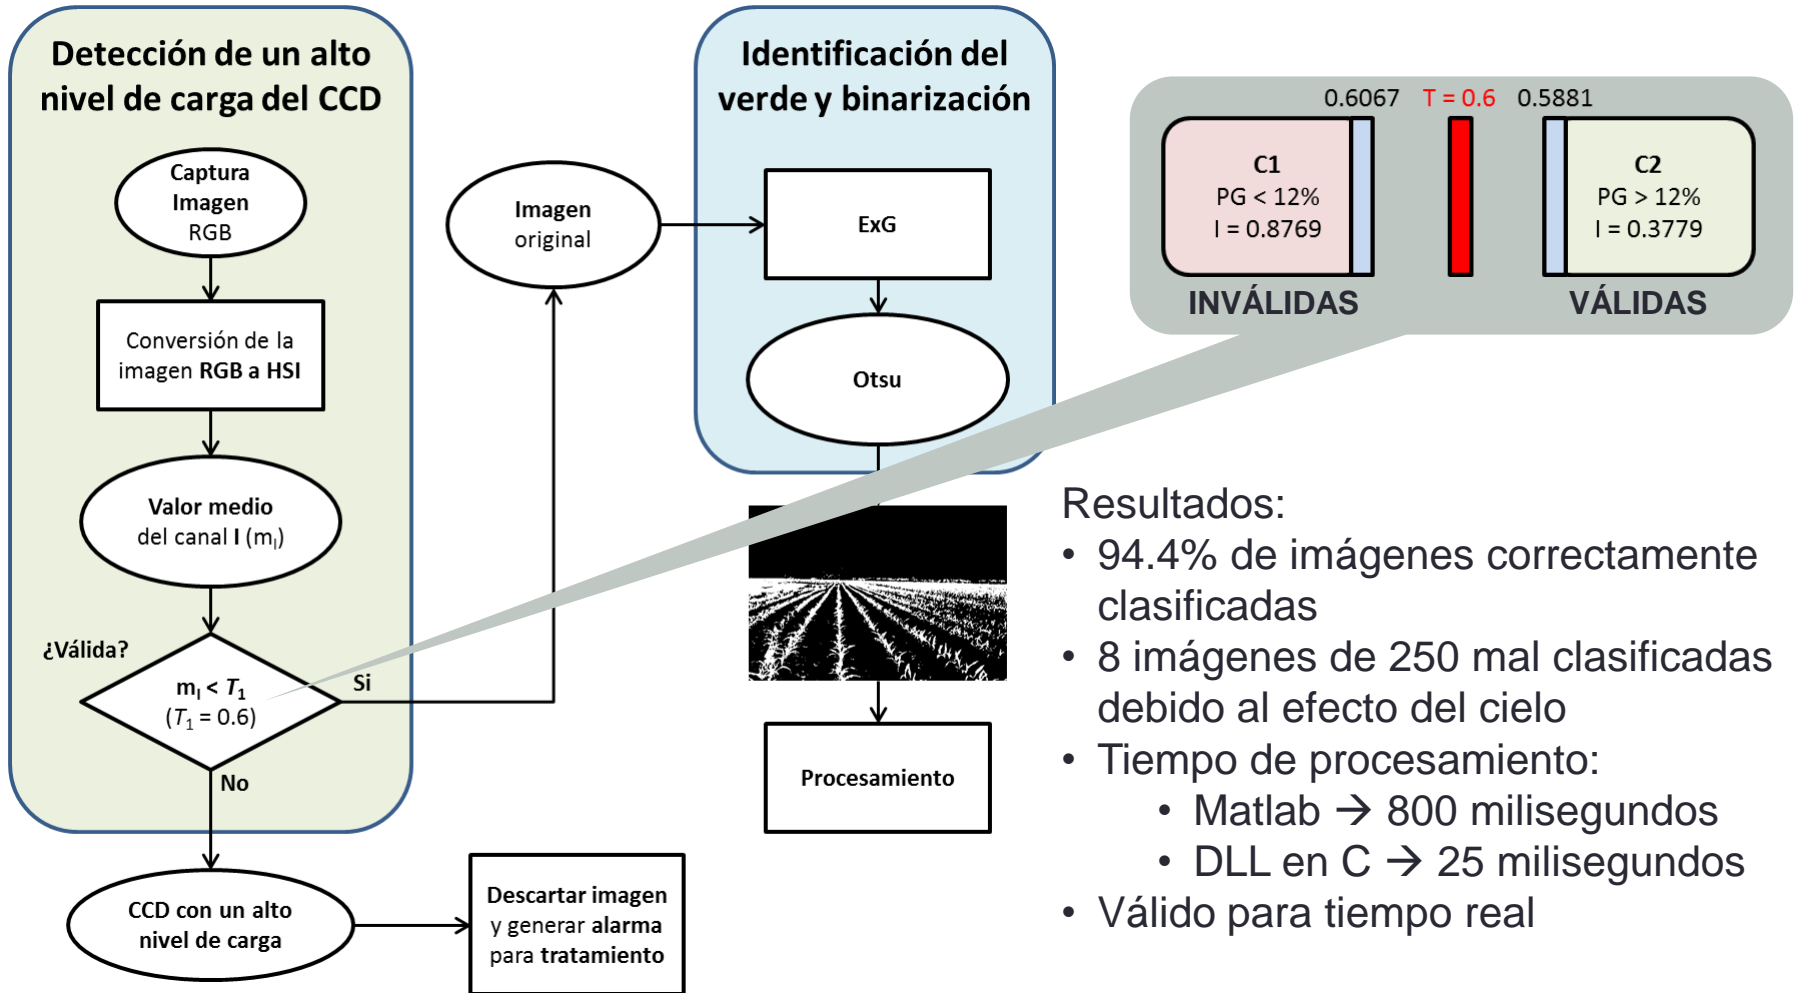 Detección de un alto
nivel de carga del CCD
Captura
Imagen
RGB
Conversión de la
imagen RGB a HSI
Valor medio
del canal I (mI)
¿Válida?
mI < T1
(T1 = 0.6)
Si
No
CCD con un alto
nivel de carga
Descartar imagen
y generar alarma
para tratamiento
Imagen
original
Identificación del
verde y binarización
ExG
Otsu
Procesamiento
0.6067 T = 0.6 0.5881
C1
PG < 12%
I = 0.8769
C2
PG > 12%
I = 0.3779
INVÁLIDAS
VÁLIDAS
Resultados:
• 94.4% de imágenes correctamente
clasificadas
• 8 imágenes de 250 mal clasificadas
debido al efecto del cielo
• Tiempo de procesamiento:
• Matlab → 800 milisegundos
• DLL en C → 25 milisegundos
• Válido para tiempo real